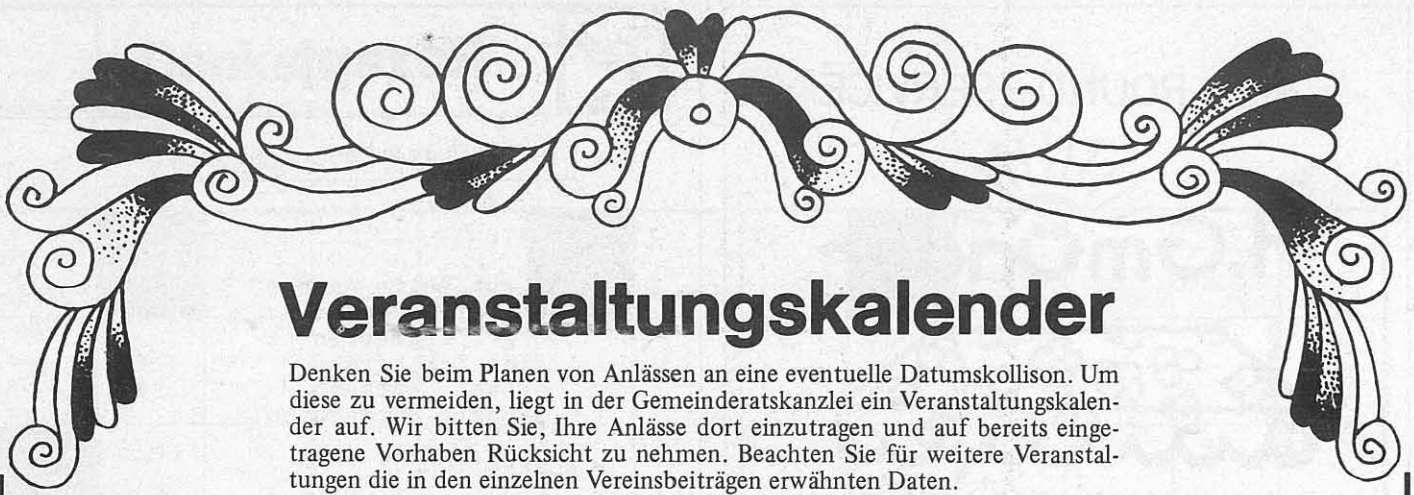 Veranstaltungskalender
Denken Sie beim Planen von Anlässen an eine eventuelle Datumskollison. Um
diese zu vermeiden, liegt in der Gemeinderatskanzlei ein Veranstaltungskalen-
der auf. Wir bitten Sie, Ihre Anlässe dort einzutragen und auf bereits einge-
tragene Vorhaben Rücksicht zu nehmen. Beachten Sie für weitere Veranstal-
tungen die in den einzelnen Vereinsbeiträgen erwähnten Daten.